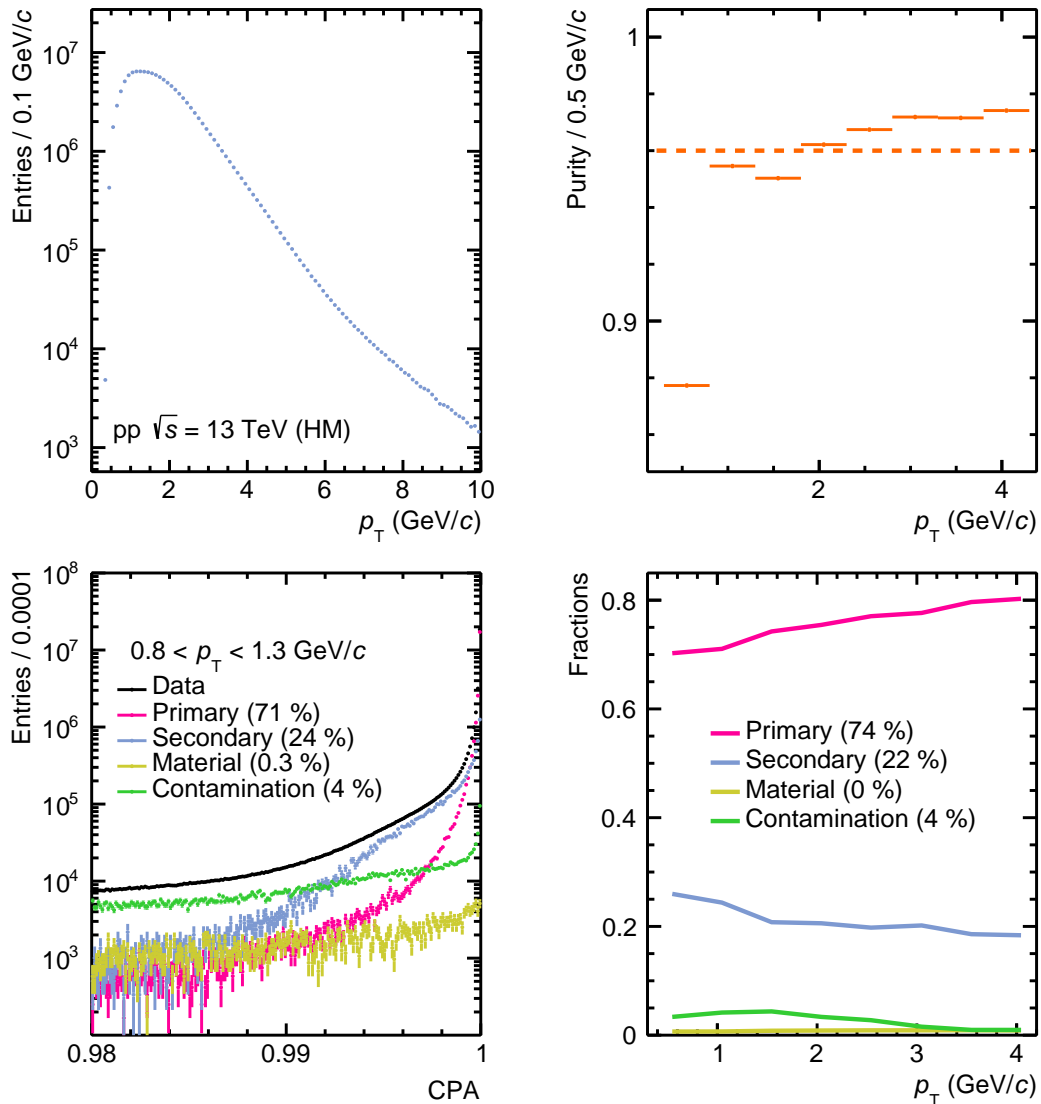 Entries / 0.1 GeV/c
10^7
10^6
10^5
10^4
10^3
pp √s = 13 TeV (HM)
0 2 4 6 8 10
p_T (GeV/c)
Purity / 0.5 GeV/c
1
0.9
2 4
p_T (GeV/c)
Entries / 0.0001
10^8
10^7
10^6
10^5
10^4
10^3
0.8 < p_T < 1.3 GeV/c
Data
Primary (71 %)
Secondary (24 %)
Material (0.3 %)
Contamination (4 %)
0.98 0.99 1
CPA
Fractions
0.8
0.6
0.4
0.2
0
Primary (74 %)
Secondary (22 %)
Material (0 %)
Contamination (4 %)
1 2 3 4
p_T (GeV/c)